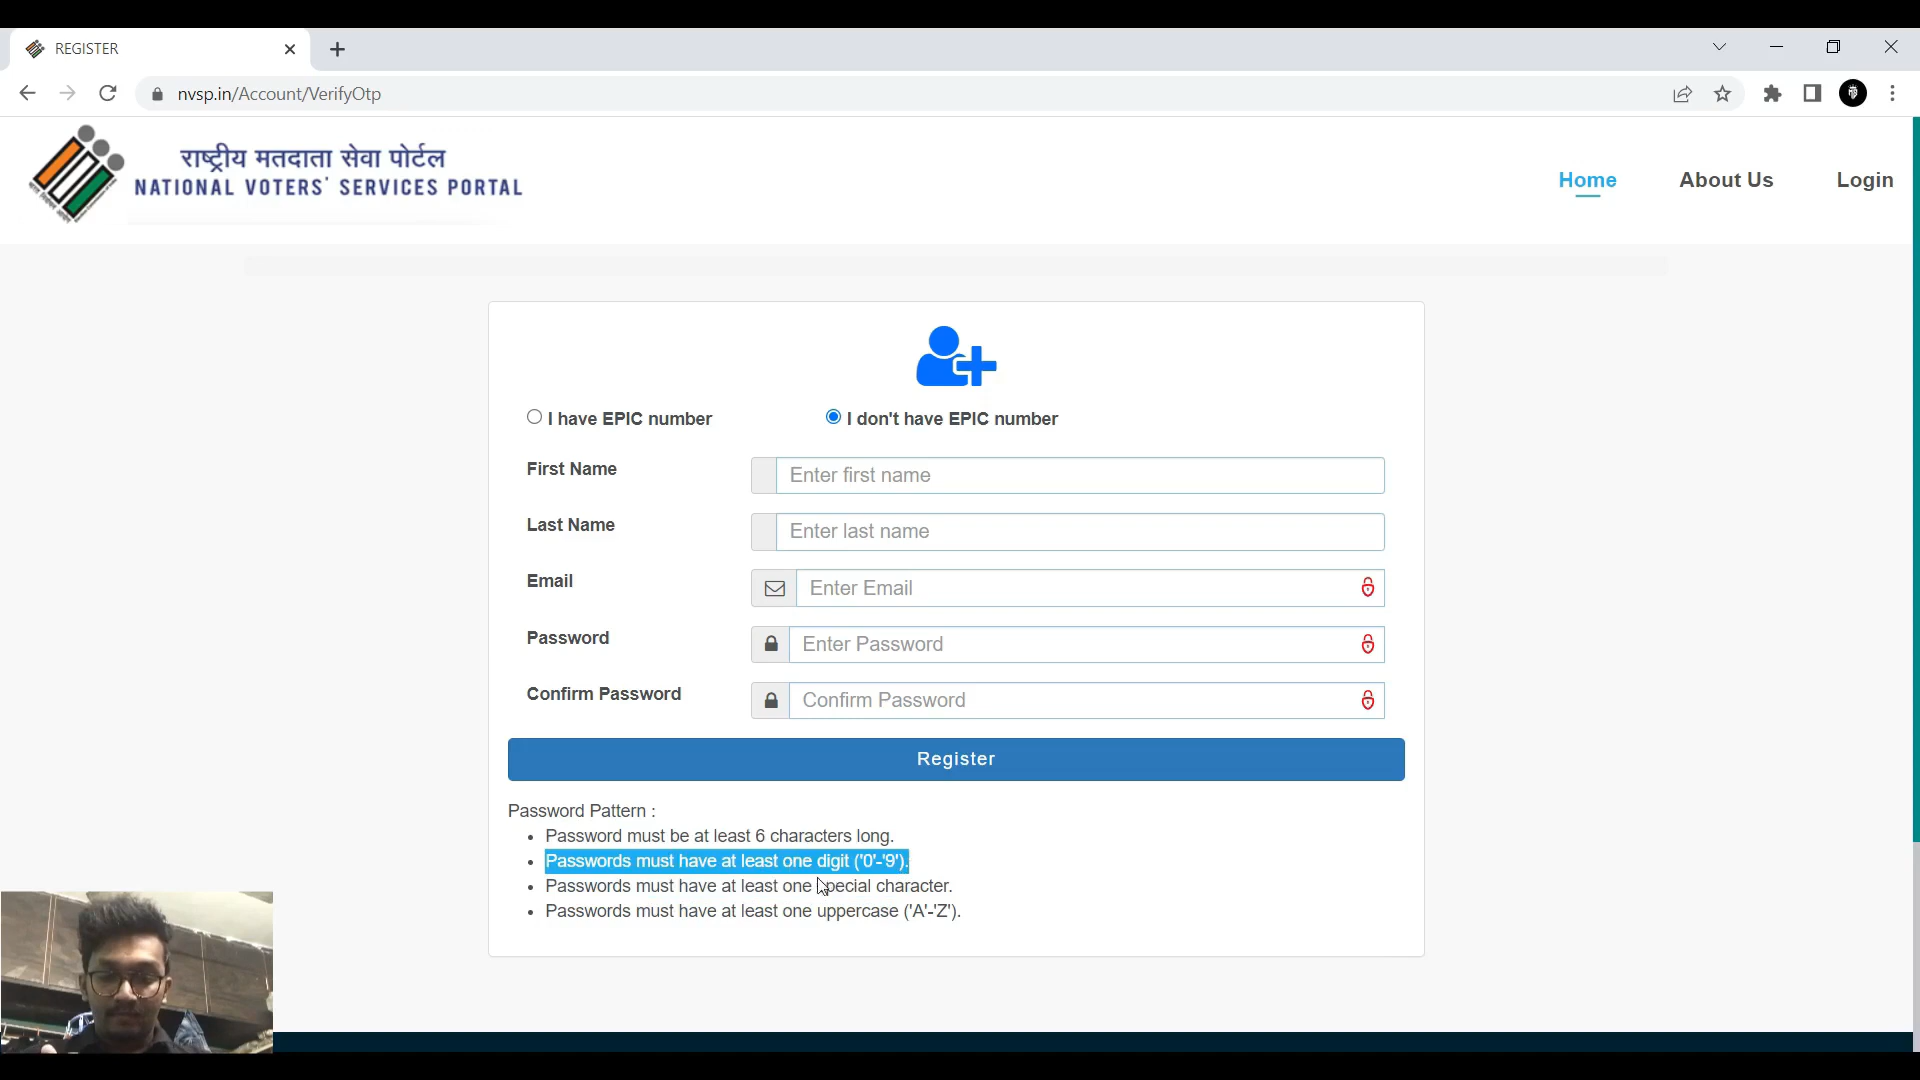 REGISTER
nvsp.in/Account/VerifyOtp
राष्ट्रीय मतदाता सेवा पोर्टल
NATIONAL VOTERS' SERVICES PORTAL
Home
About Us
Login
I have EPIC number
I don't have EPIC number
First Name
Enter first name
Last Name
Enter last name
Email
Enter Email
Password
Enter Password
Confirm Password
Confirm Password
Register
Password Pattern :
Password must be at least 6 characters long.
Passwords must have at least one digit ('0'-'9').
Passwords must have at least one special character.
Passwords must have at least one uppercase ('A'-'Z').